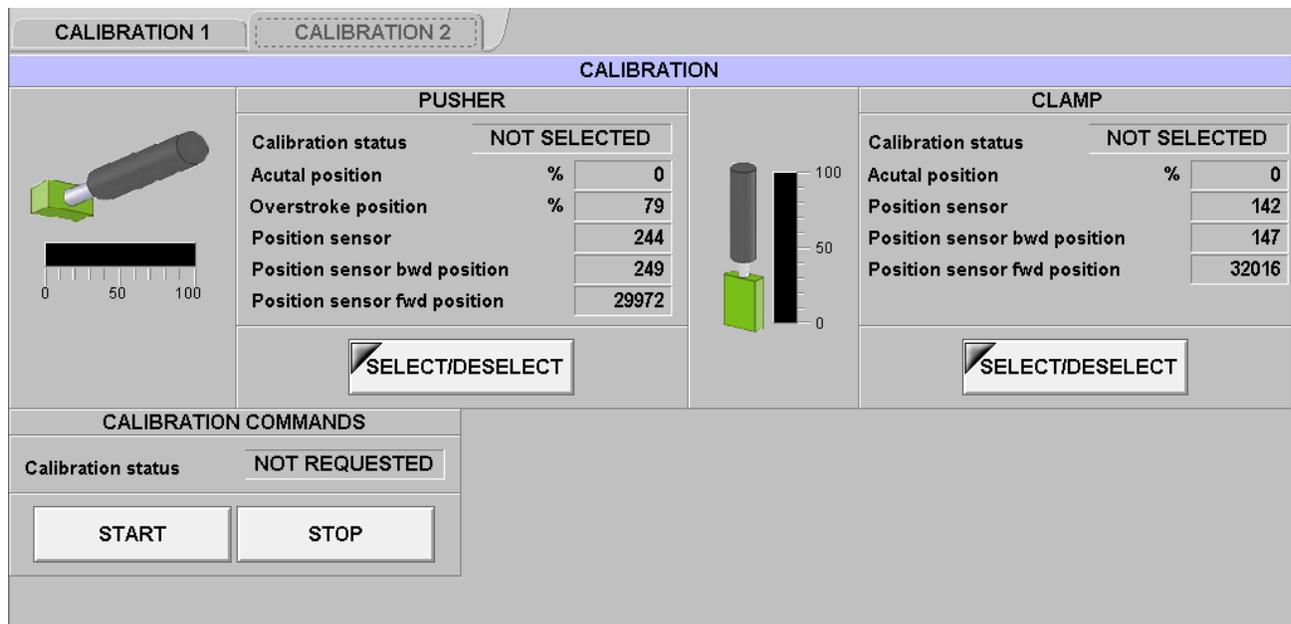 CALIBRATION 1
CALIBRATION 2
CALIBRATION
PUSHER
Calibration status NOT SELECTED
Acutal position % 0
Overstroke position % 79
Position sensor 244
Position sensor bwd position 249
Position sensor fwd position 29972
0 50 100
SELECT/DESELECT
CLAMP
100
50
0
Calibration status NOT SELECTED
Acutal position % 0
Position sensor 142
Position sensor bwd position 147
Position sensor fwd position 32016
SELECT/DESELECT
CALIBRATION COMMANDS
Calibration status NOT REQUESTED
START STOP